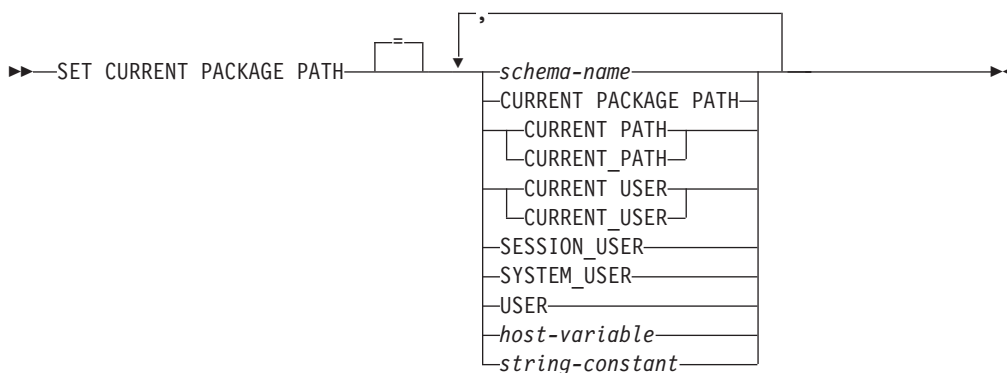 ,
=
SET CURRENT PACKAGE PATH
schema-name
CURRENT PACKAGE PATH
CURRENT PATH
CURRENT_PATH
CURRENT USER
CURRENT_USER
SESSION_USER
SYSTEM_USER
USER
host-variable
string-constant